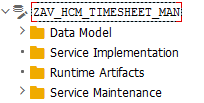 ZAV_HCM_TIMESHEET_MAN
Data Model
Service Implementation
Runtime Artifacts
Service Maintenance